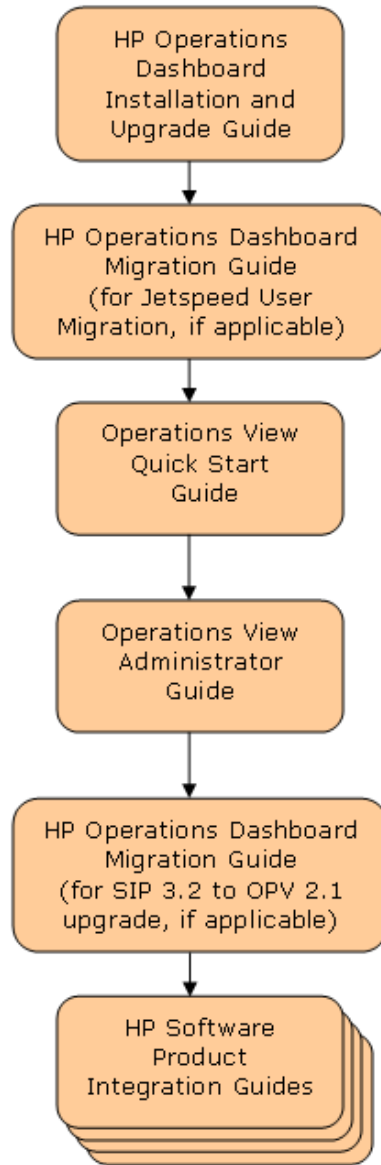 HP Operations
Dashboard
Installation and
Upgrade Guide
HP Operations Dashboard
Migration Guide
(for Jetspeed User
Migration, if applicable)
Operations View
Quick Start
Guide
Operations View
Administrator
Guide
HP Operations Dashboard
Migration Guide
(for SIP 3.2 to OPV 2.1
upgrade, if applicable)
HP Software
Product
Integration Guides